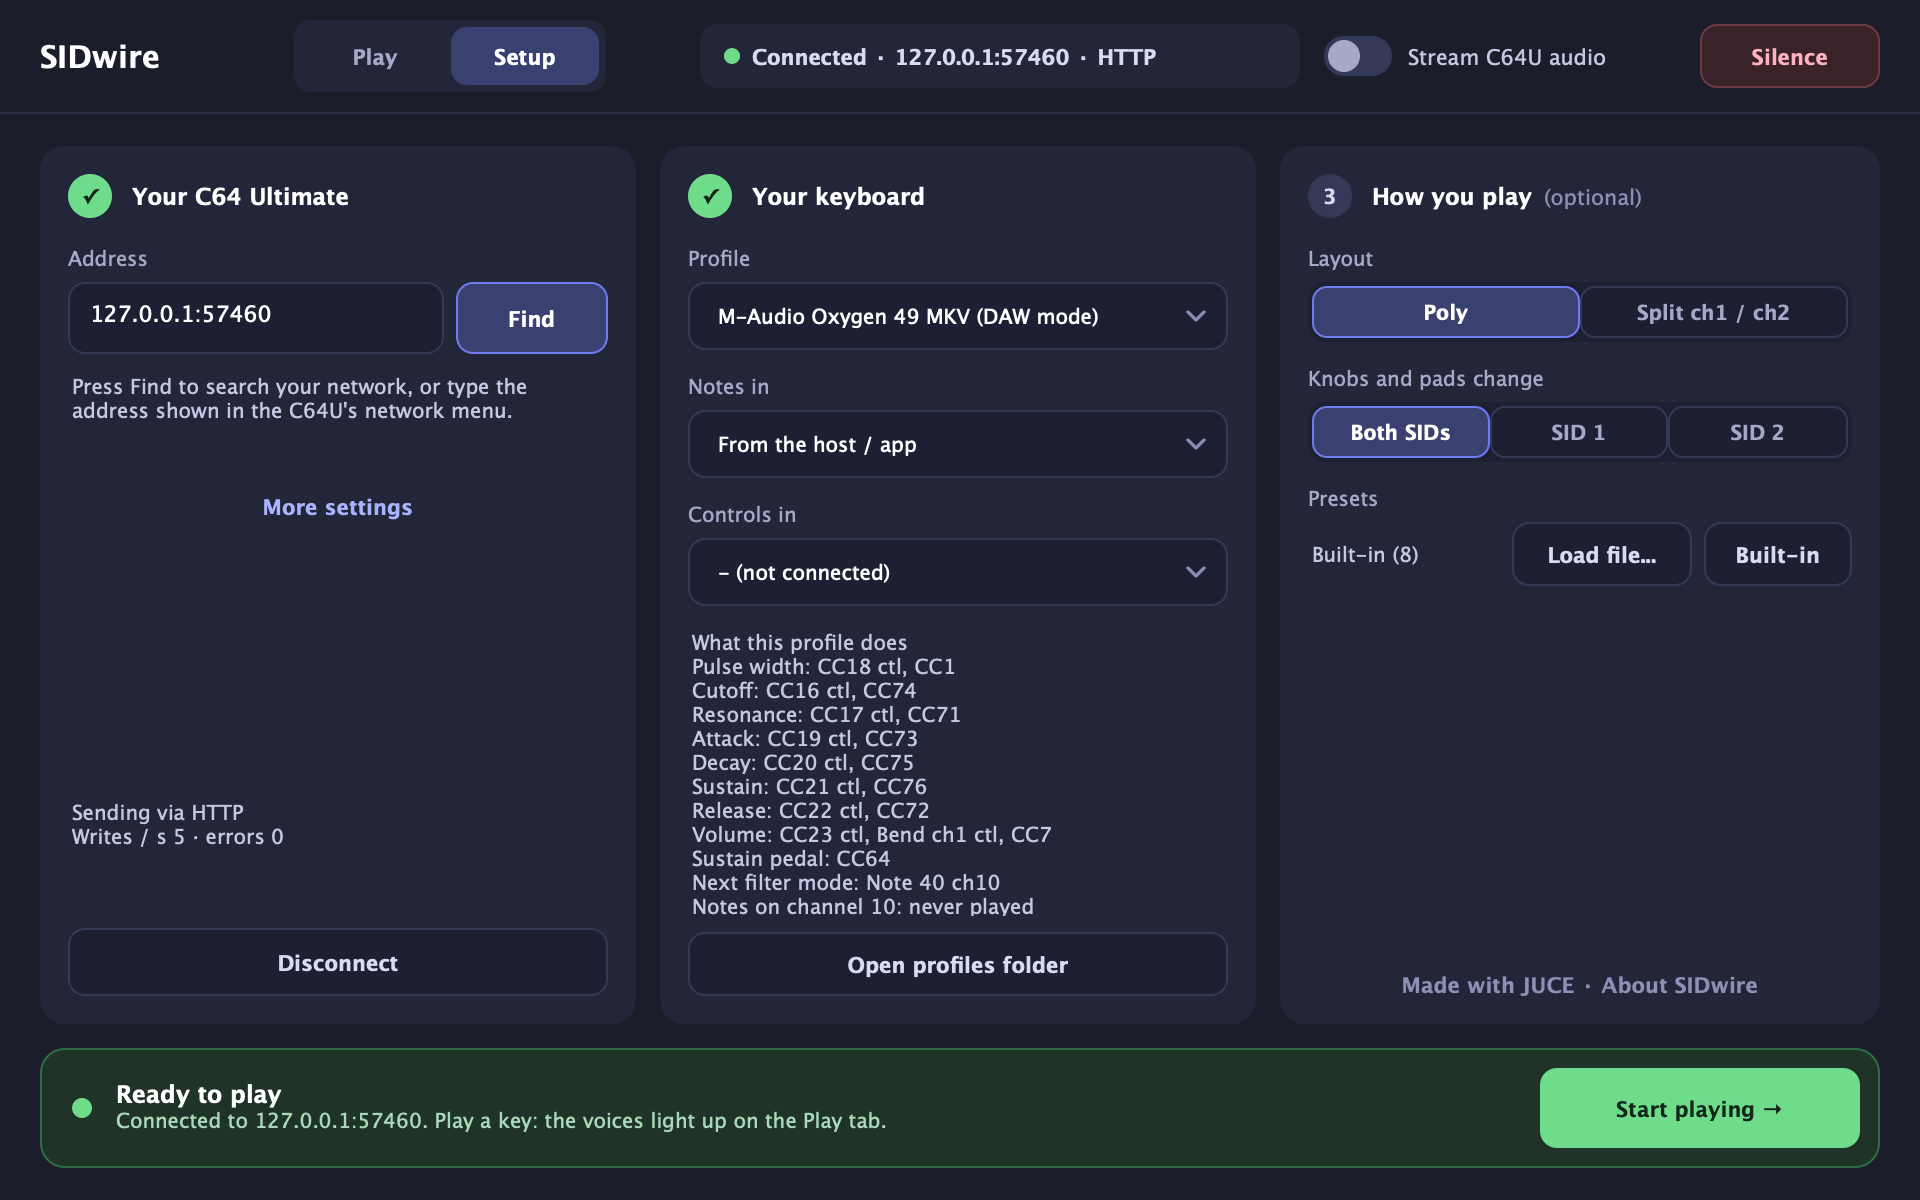 SIDwire
Play
Setup
Connected · 127.0.0.1:57460 · HTTP
Stream C64U audio
Silence
✓ Your C64 Ultimate
Address
127.0.0.1:57460
Find
Press Find to search your network, or type the
address shown in the C64U's network menu.
More settings
Sending via HTTP
Writes / s 5 · errors 0
Disconnect
✓ Your keyboard
Profile
M-Audio Oxygen 49 MKV (DAW mode)
Notes in
From the host / app
Controls in
- (not connected)
What this profile does
Pulse width: CC18 ctl, CC1
Cutoff: CC16 ctl, CC74
Resonance: CC17 ctl, CC71
Attack: CC19 ctl, CC73
Decay: CC20 ctl, CC75
Sustain: CC21 ctl, CC76
Release: CC22 ctl, CC72
Volume: CC23 ctl, Bend ch1 ctl, CC7
Sustain pedal: CC64
Next filter mode: Note 40 ch10
Notes on channel 10: never played
Open profiles folder
3 How you play (optional)
Layout
Poly
Split ch1 / ch2
Knobs and pads change
Both SIDs
SID 1
SID 2
Presets
Built-in (8)
Load file...
Built-in
Made with JUCE · About SIDwire
Ready to play
Connected to 127.0.0.1:57460. Play a key: the voices light up on the Play tab.
Start playing →